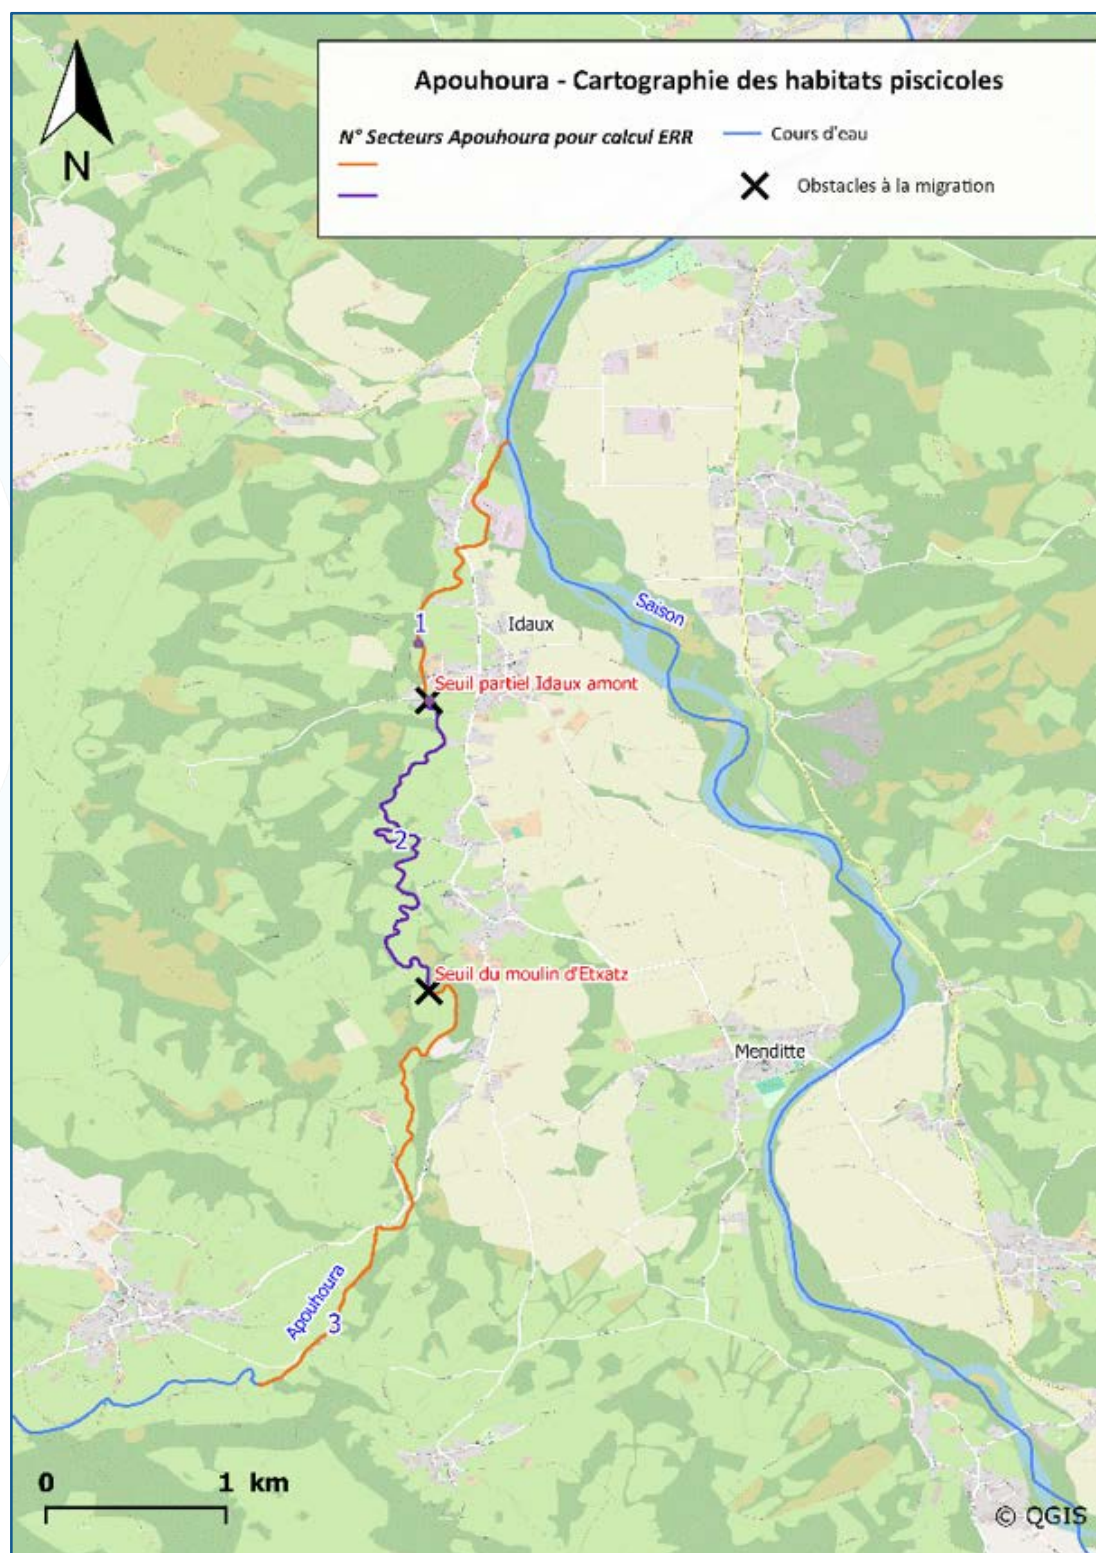 Apouhoura - Cartographie des habitats piscicoles
N° Secteurs Apouhoura pour calcul ERR
Cours d'eau
Obstacles à la migration
N
Saison
1
Idaux
Seuil partiel Idaux amont
2
Seuil du moulin d'Etxatz
Menditte
Apouhoura
3
0 1 km
© QGIS